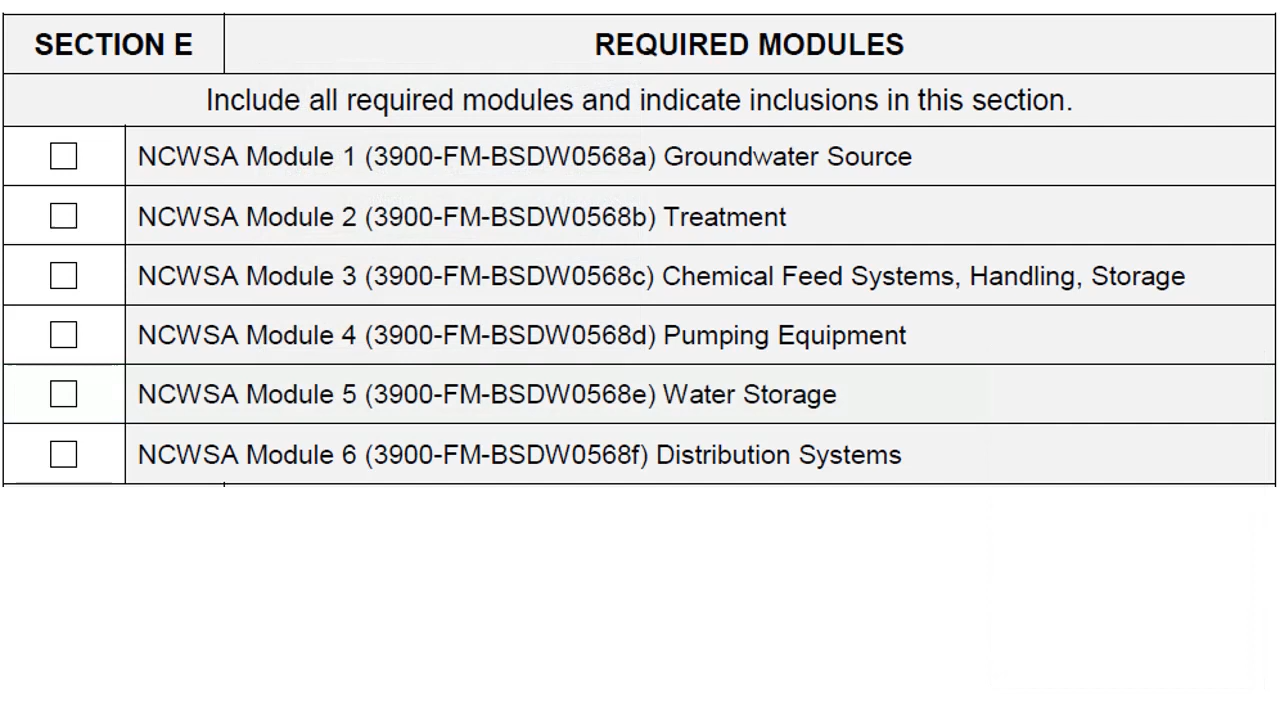 SECTION E REQUIRED MODULES
Include all required modules and indicate inclusions in this section.
NCWSA Module 1 (3900-FM-BSDW0568a) Groundwater Source
NCWSA Module 2 (3900-FM-BSDW0568b) Treatment
NCWSA Module 3 (3900-FM-BSDW0568c) Chemical Feed Systems, Handling, Storage
NCWSA Module 4 (3900-FM-BSDW0568d) Pumping Equipment
NCWSA Module 5 (3900-FM-BSDW0568e) Water Storage
NCWSA Module 6 (3900-FM-BSDW0568f) Distribution Systems